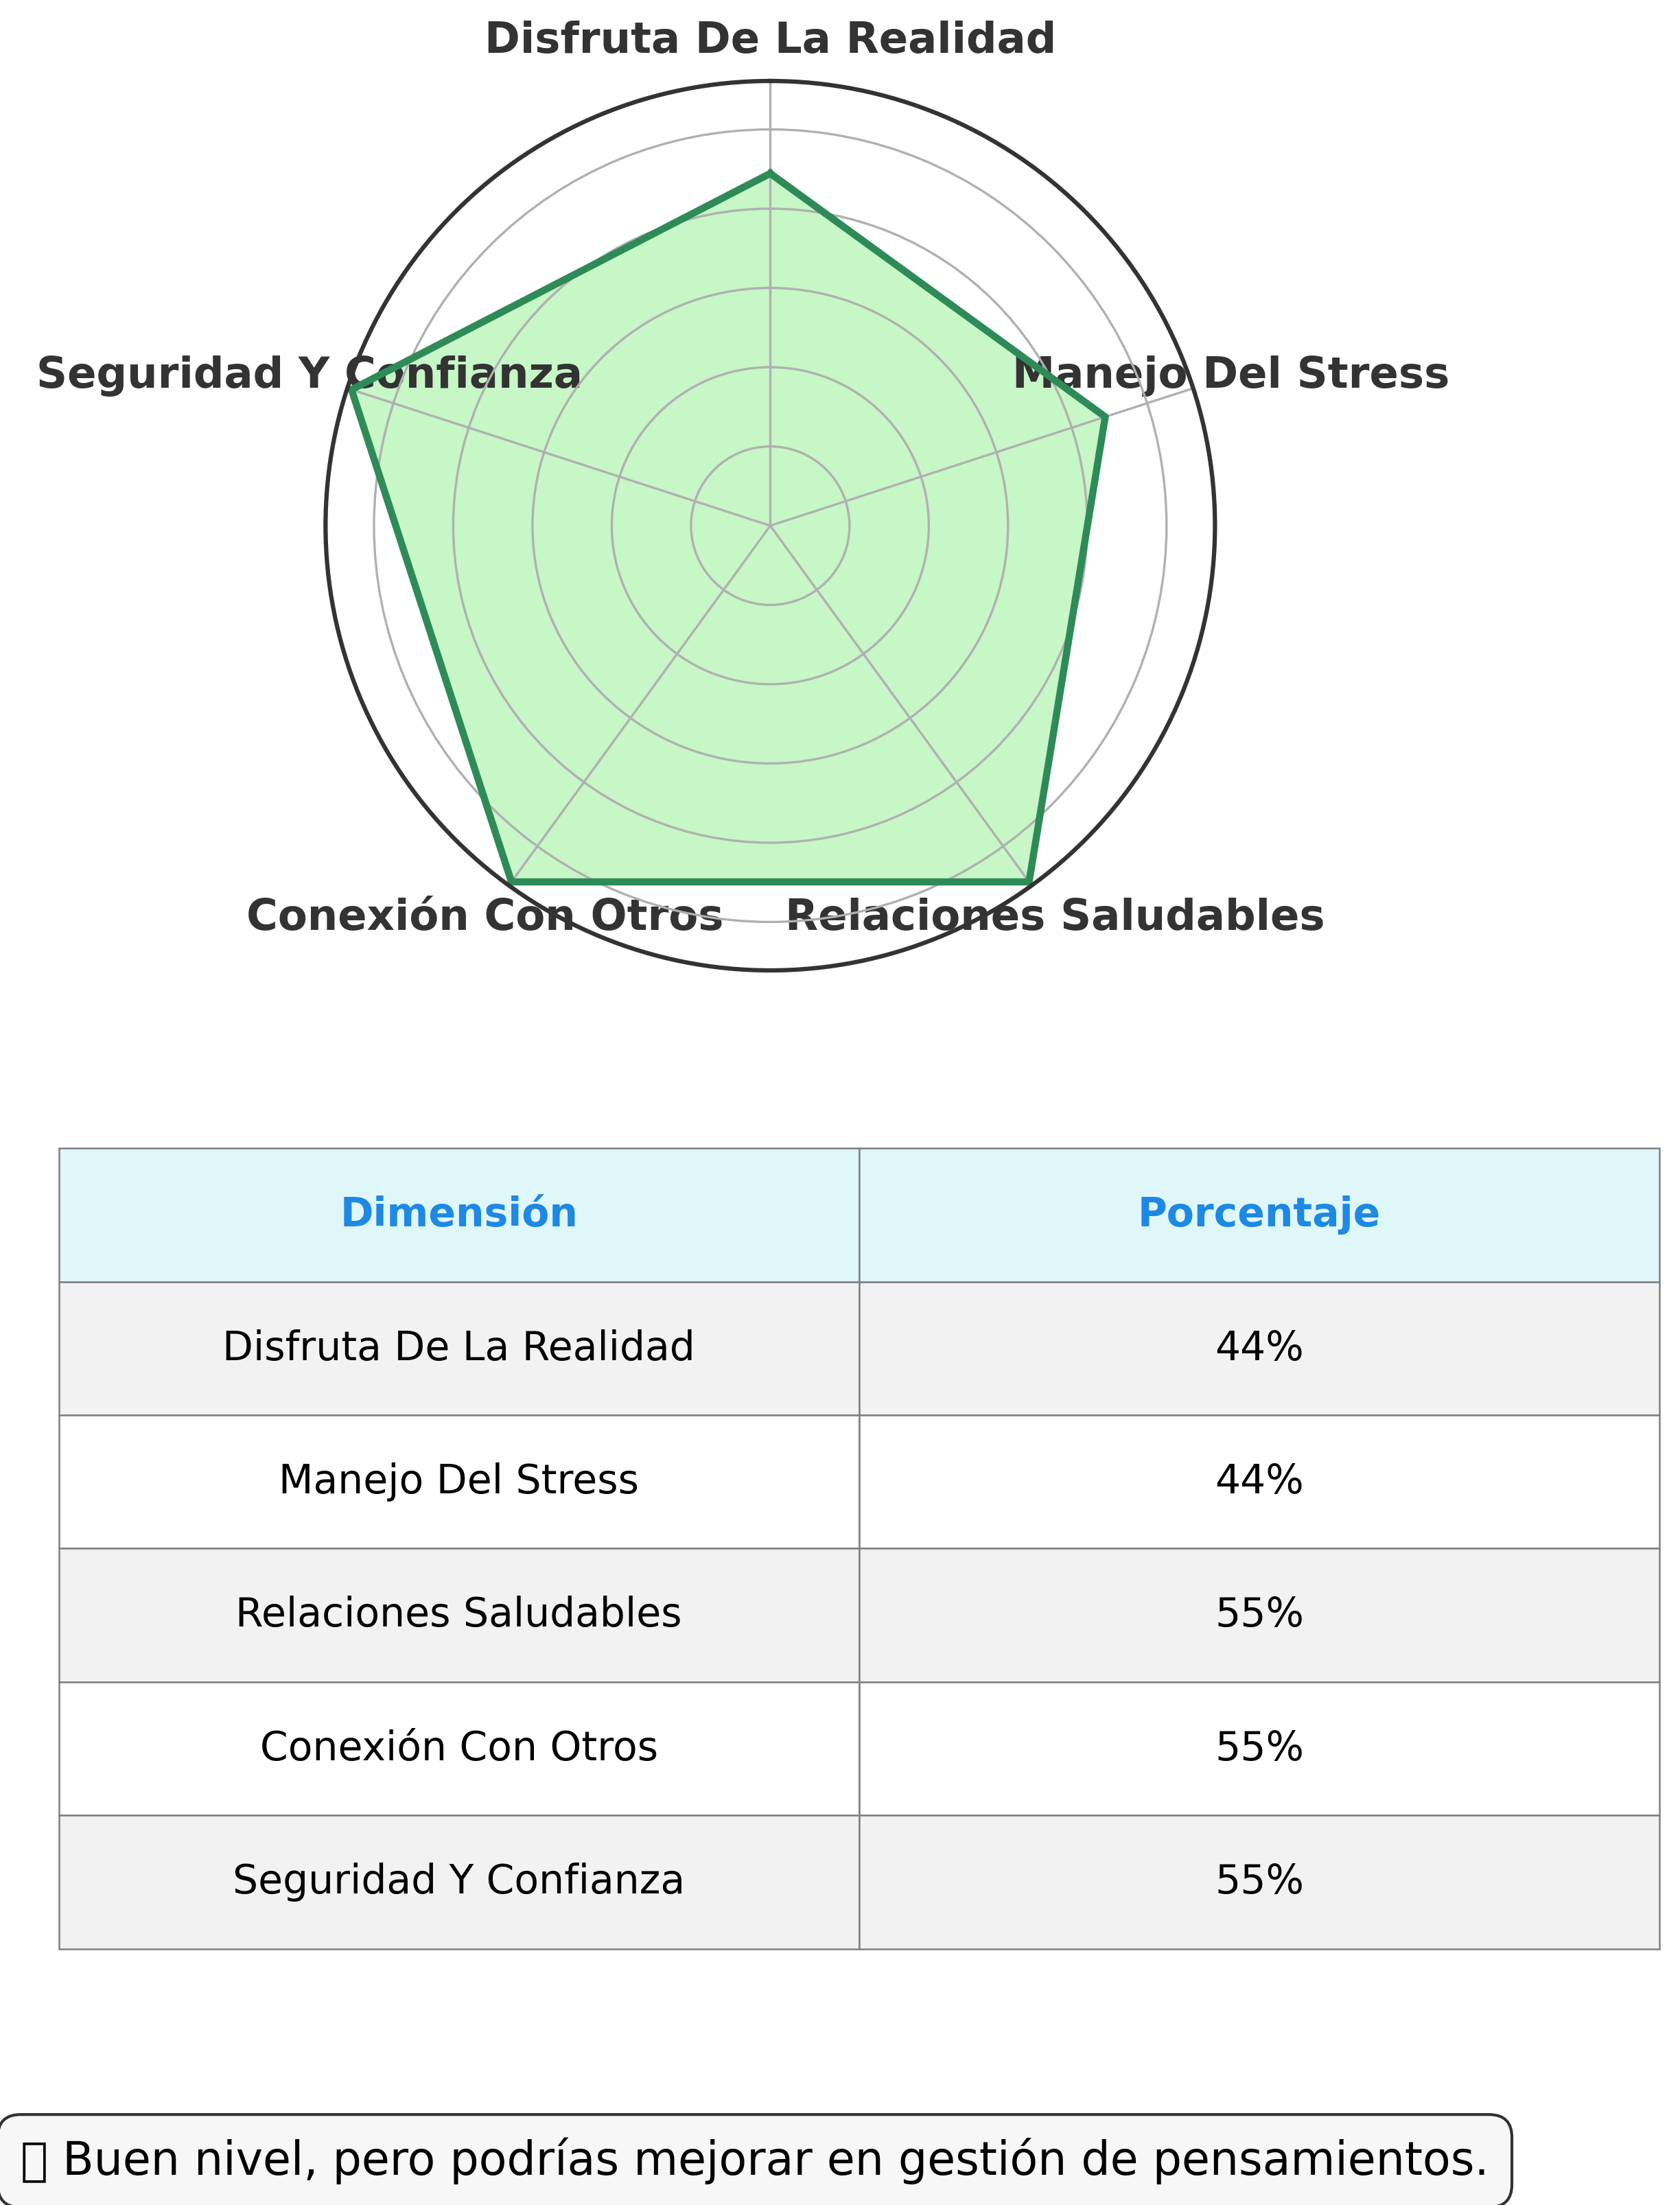 Disfruta De La Realidad
Seguridad Y Confianza
Manejo Del Stress
Conexión Con Otros
Relaciones Saludables
Dimensión Porcentaje
Disfruta De La Realidad 44%
Manejo Del Stress 44%
Relaciones Saludables 55%
Conexión Con Otros 55%
Seguridad Y Confianza 55%
Buen nivel, pero podrías mejorar en gestión de pensamientos.